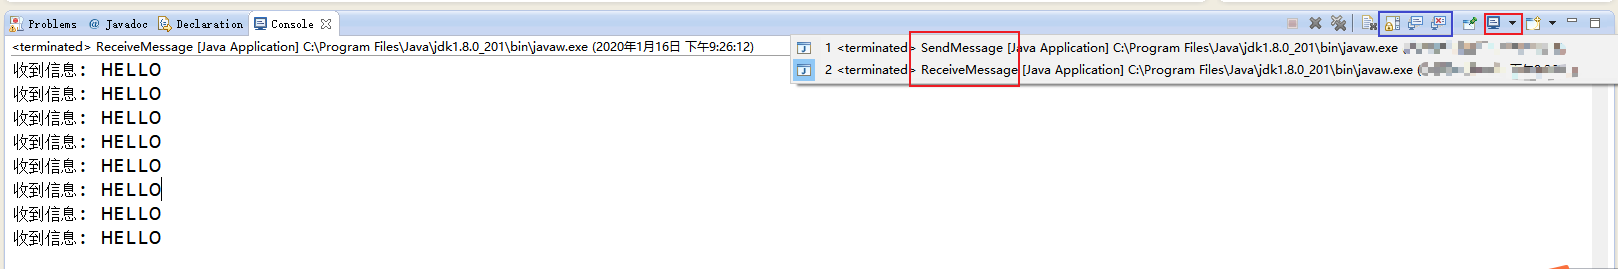 Problems @ Javadoc Declaration Console
<terminated> ReceiveMessage [Java Application] C:\Program Files\Java\jdk1.8.0_201\bin\javaw.exe (2020年1月16日 下午9:26:12)
1 <terminated> SendMessage [Java Application] C:\Program Files\Java\jdk1.8.0_201\bin\javaw.exe
2 <terminated> ReceiveMessage [Java Application] C:\Program Files\Java\jdk1.8.0_201\bin\javaw.exe (
收到信息: HELLO
收到信息: HELLO
收到信息: HELLO
收到信息: HELLO
收到信息: HELLO
收到信息: HELLO
收到信息: HELLO
收到信息: HELLO